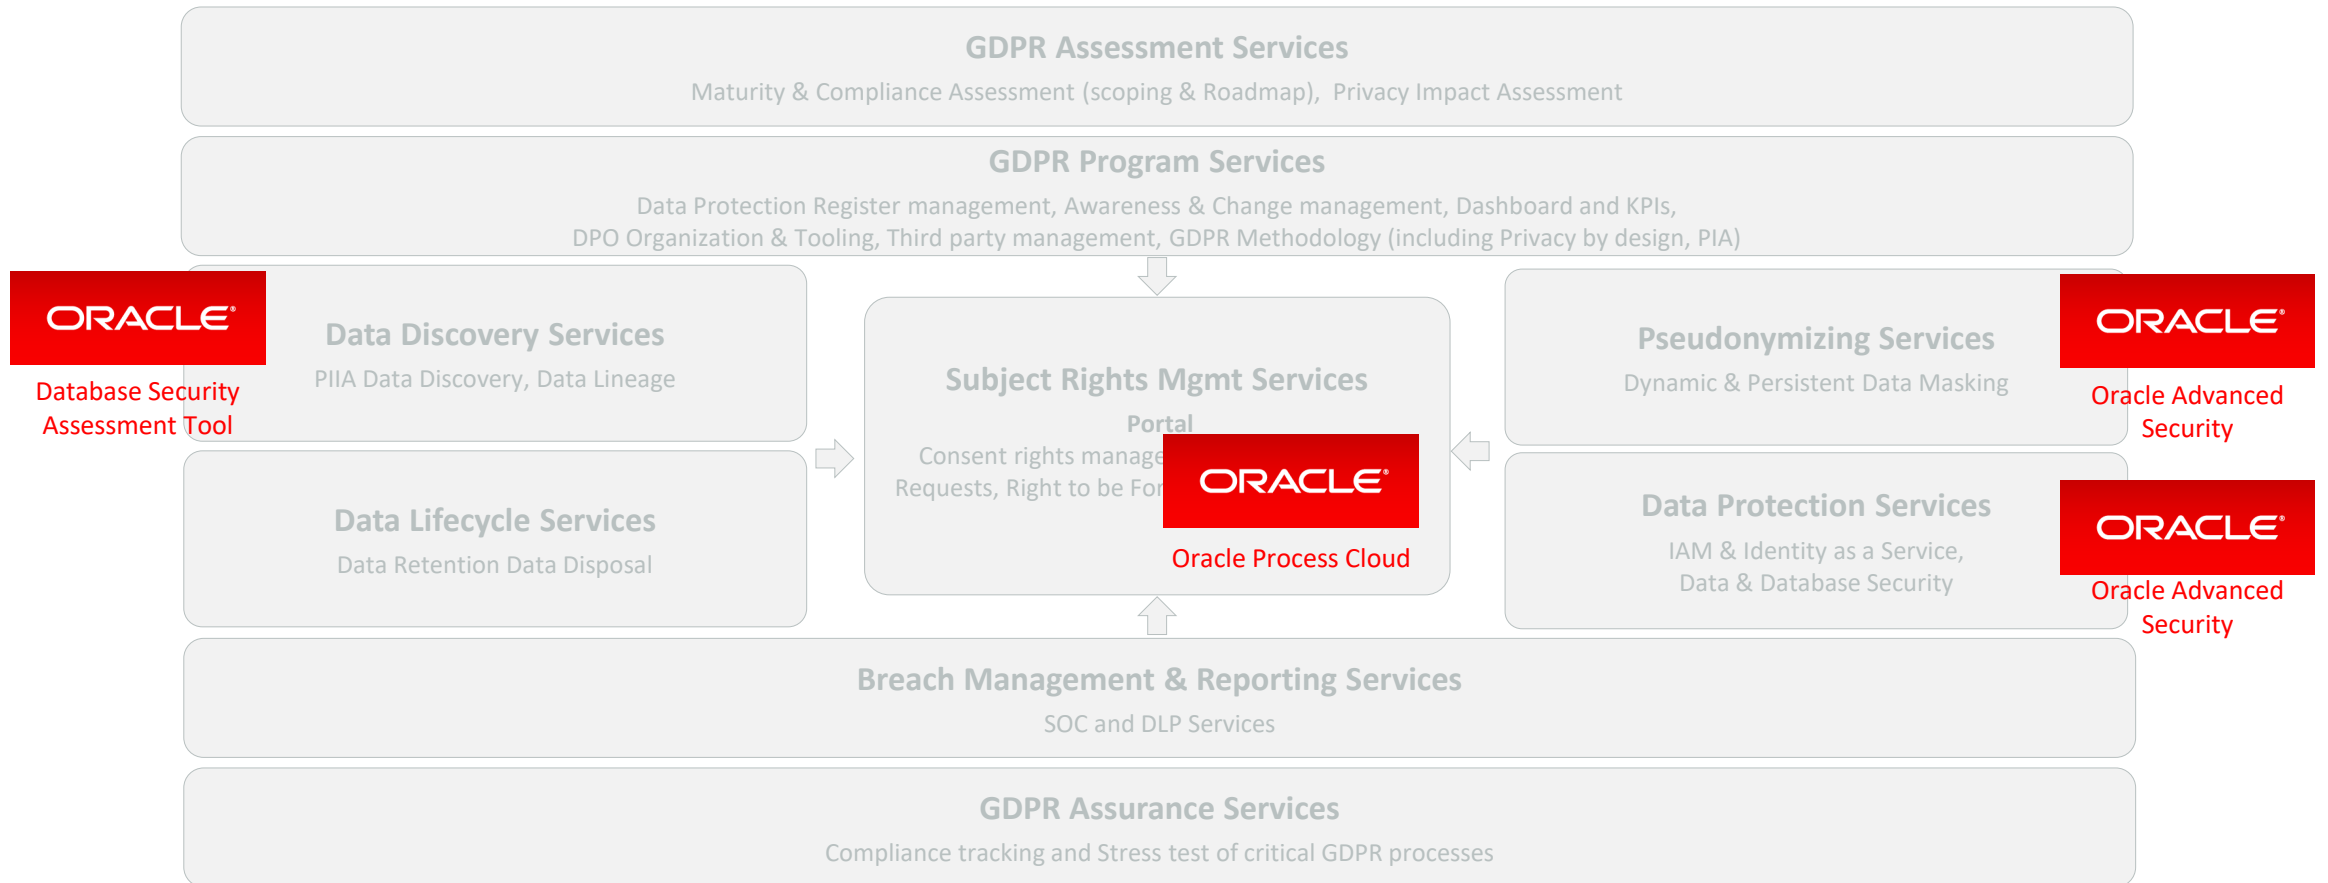 GDPR Assessment Services
Maturity & Compliance Assessment (scoping & Roadmap), Privacy Impact Assessment
GDPR Program Services
Data Protection Register management, Awareness & Change management, Dashboard and KPIs,
DPO Organization & Tooling, Third party management, GDPR Methodology (including Privacy by design, PIA)
ORACLE®
Database Security
Assessment Tool
Data Discovery Services
PIIA Data Discovery, Data Lineage
Data Lifecycle Services
Data Retention Data Disposal
Subject Rights Mgmt Services
Portal
Consent rights manage
Requests, Right to be For
ORACLE®
Oracle Process Cloud
Pseudonymizing Services
Dynamic & Persistent Data Masking
ORACLE®
Oracle Advanced
Security
Data Protection Services
IAM & Identity as a Service,
Data & Database Security
ORACLE®
Oracle Advanced
Security
Breach Management & Reporting Services
SOC and DLP Services
GDPR Assurance Services
Compliance tracking and Stress test of critical GDPR processes